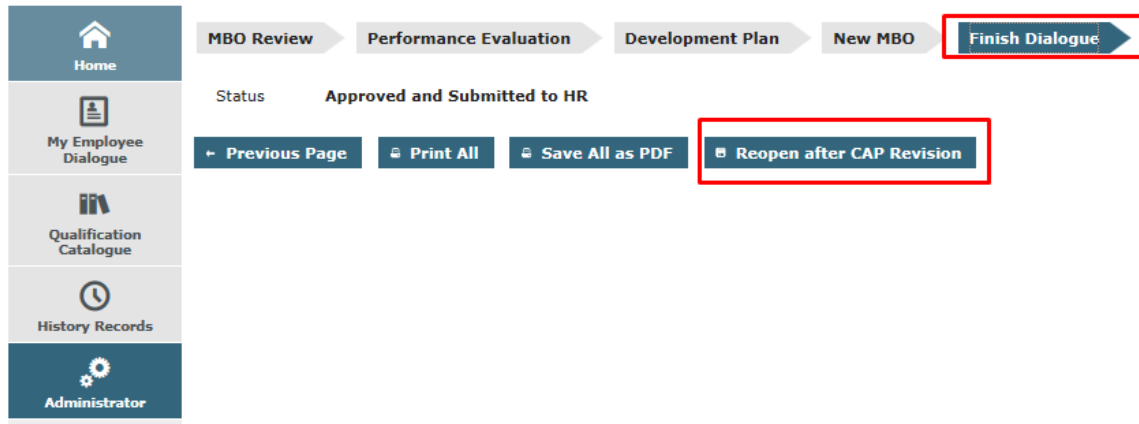 Home
My Employee
Dialogue
Qualification
Catalogue
History Records
Administrator
MBO Review Performance Evaluation Development Plan New MBO Finish Dialogue
Status Approved and Submitted to HR
← Previous Page Print All Save All as PDF Reopen after CAP Revision